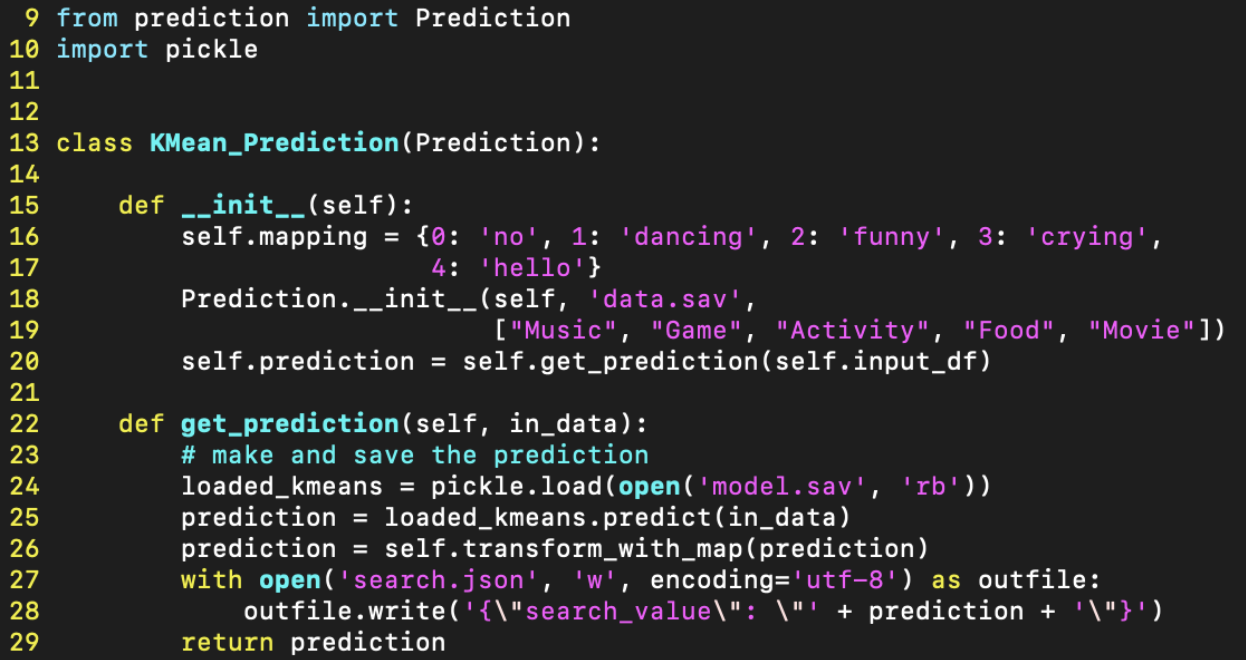 9 from prediction import Prediction
10 import pickle
11
12
13 class KMean_Prediction(Prediction):
14
15     def __init__(self):
16         self.mapping = {0: 'no', 1: 'dancing', 2: 'funny', 3: 'crying',
17                         4: 'hello'}
18         Prediction.__init__(self, 'data.sav',
19                             ["Music", "Game", "Activity", "Food", "Movie"])
20         self.prediction = self.get_prediction(self.input_df)
21
22     def get_prediction(self, in_data):
23         # make and save the prediction
24         loaded_kmeans = pickle.load(open('model.sav', 'rb'))
25         prediction = loaded_kmeans.predict(in_data)
26         prediction = self.transform_with_map(prediction)
27         with open('search.json', 'w', encoding='utf-8') as outfile:
28             outfile.write('{\"search_value\": \"' + prediction + '\"}')
29         return prediction